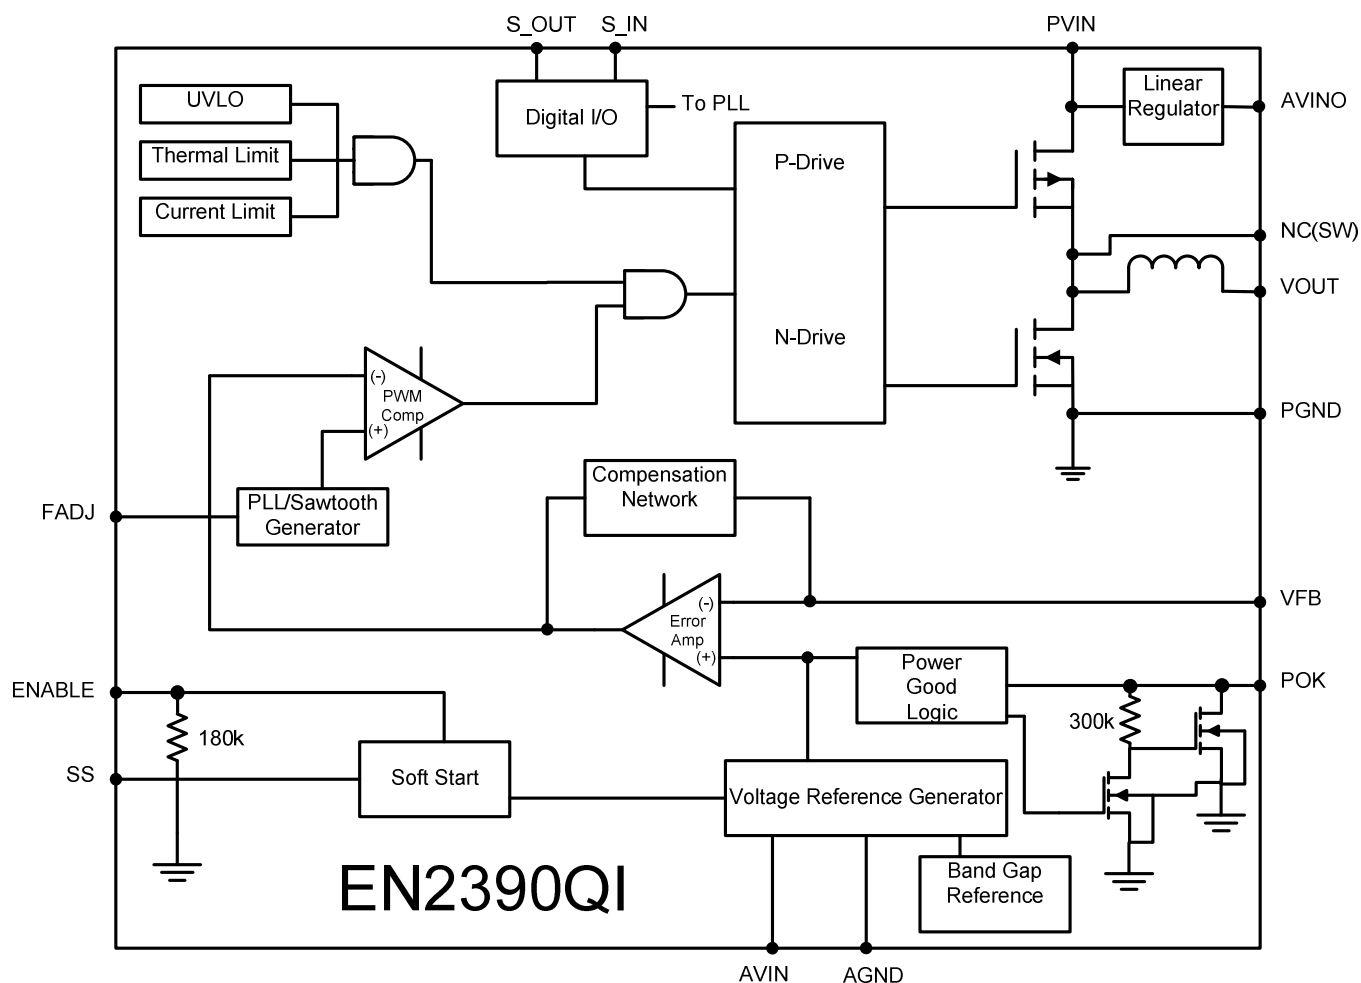 S_OUT
S_IN
PVIN
UVLO
Thermal Limit
Current Limit
Digital I/O
To PLL
Linear
Regulator
AVINO
P-Drive
N-Drive
NC(SW)
VOUT
PGND
(-)
PWM
Comp
(+)
FADJ
PLL/Sawtooth
Generator
Compensation
Network
(-)
Error
Amp
(+)
VFB
ENABLE
180k
SS
Soft Start
Power
Good
Logic
POK
300k
Voltage Reference Generator
Band Gap
Reference
EN2390QI
AVIN
AGND